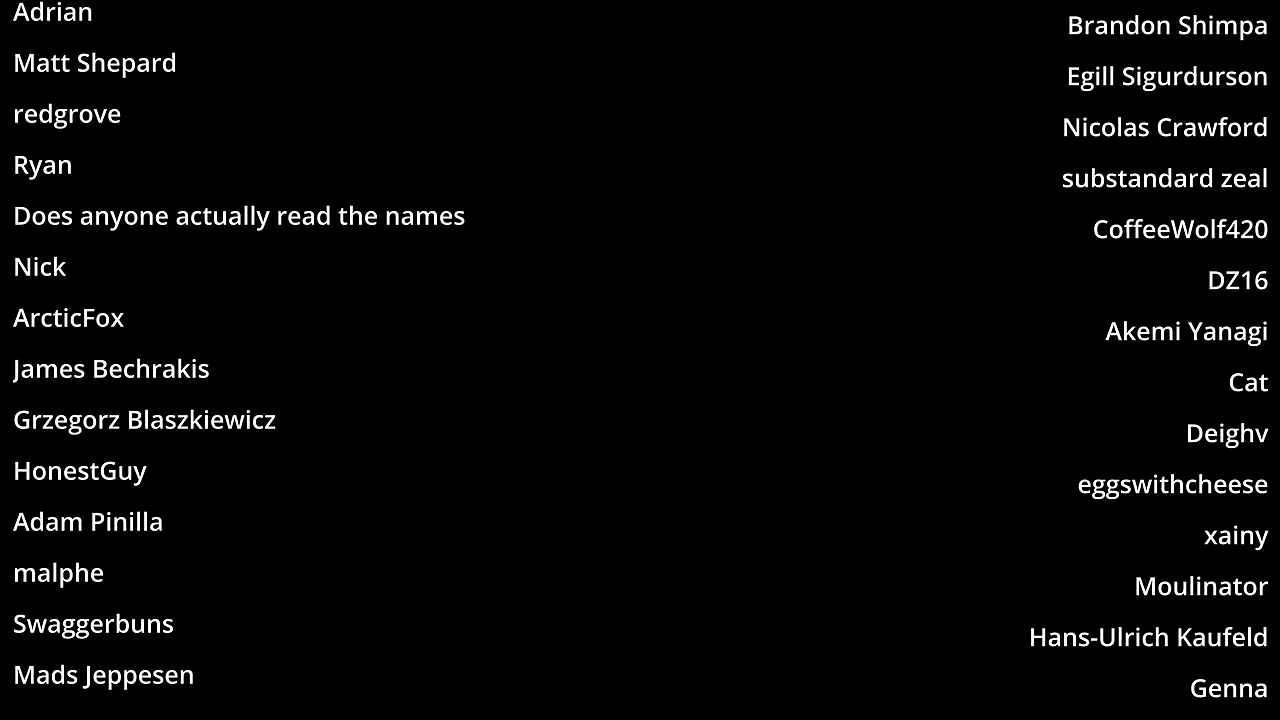 Adrian
Matt Shepard
redgrove
Ryan
Does anyone actually read the names
Nick
ArcticFox
James Bechrakis
Grzegorz Blaszkiewicz
HonestGuy
Adam Pinilla
malphe
Swaggerbuns
Mads Jeppesen
Brandon Shimpa
Egill Sigurdurson
Nicolas Crawford
substandard zeal
CoffeeWolf420
DZ16
Akemi Yanagi
Cat
Deighv
eggswithcheese
xainy
Moulinator
Hans-Ulrich Kaufeld
Genna